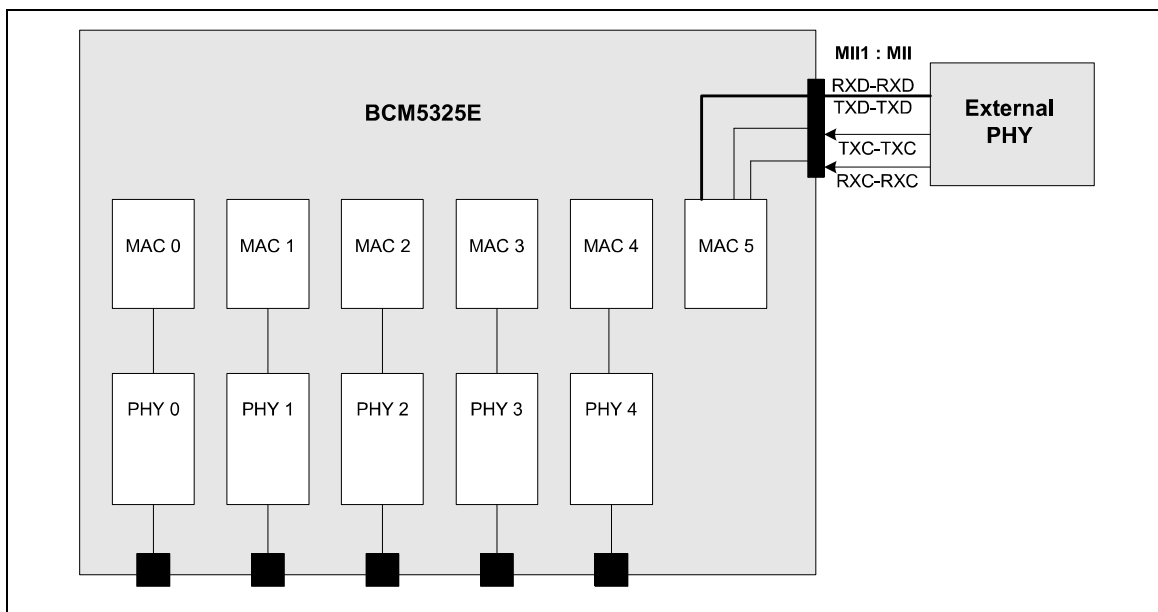 MII1 : MII
RXD-RXD
TXD-TXD
TXC-TXC
RXC-RXC
External
PHY
BCM5325E
MAC 0
MAC 1
MAC 2
MAC 3
MAC 4
MAC 5
PHY 0
PHY 1
PHY 2
PHY 3
PHY 4